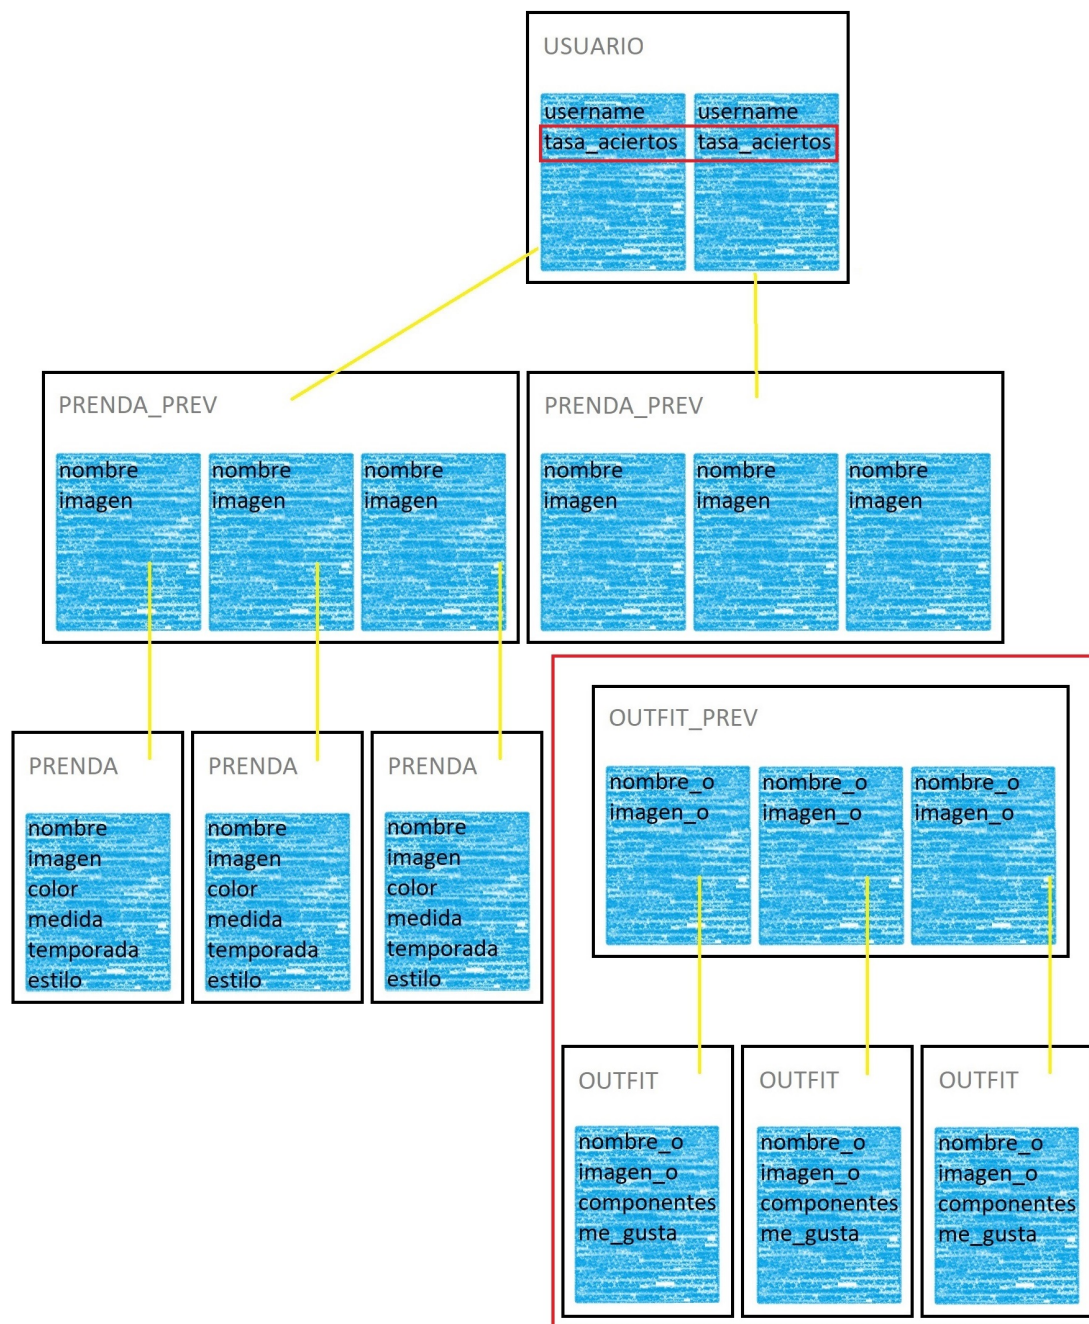 USUARIO
username username
tasa_aciertos tasa_aciertos
PRENDA_PREV PRENDA_PREV
nombre nombre nombre nombre nombre nombre
imagen imagen imagen imagen imagen imagen
OUTFIT_PREV
PRENDA PRENDA PRENDA
nombre_o nombre_o nombre_o
imagen_o imagen_o imagen_o
nombre nombre nombre
imagen imagen imagen
color color color
medida medida medida
temporada temporada temporada
estilo estilo estilo
OUTFIT OUTFIT OUTFIT
nombre_o nombre_o nombre_o
imagen_o imagen_o imagen_o
componentes componentes componentes
me_gusta me_gusta me_gusta